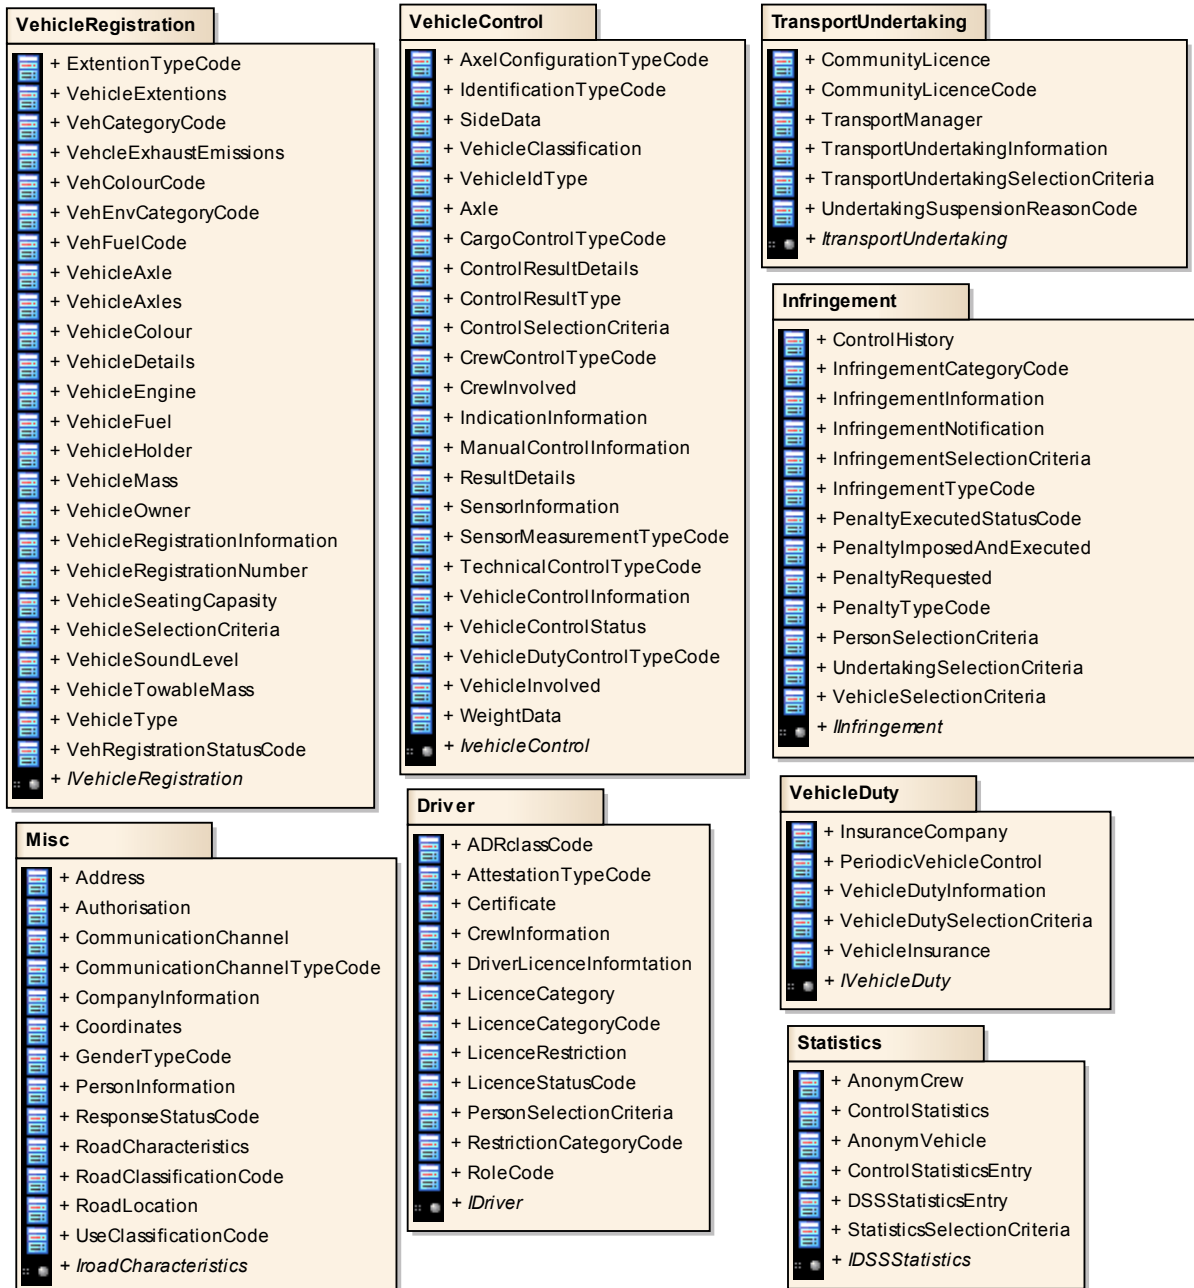 VehicleRegistration
+ ExtentionTypeCode
+ VehicleExtentions
+ VehCategoryCode
+ VehcleExhaustEmissions
+ VehColourCode
+ VehEnvCategoryCode
+ VehFuelCode
+ VehicleAxle
+ VehicleAxles
+ VehicleColour
+ VehicleDetails
+ VehicleEngine
+ VehicleFuel
+ VehicleHolder
+ VehicleMass
+ VehicleOwner
+ VehicleRegistrationInformation
+ VehicleRegistrationNumber
+ VehicleSeatingCapasity
+ VehicleSelectionCriteria
+ VehicleSoundLevel
+ VehicleTowableMass
+ VehicleType
+ VehRegistrationStatusCode
+ IVehicleRegistration
VehicleControl
+ AxelConfigurationTypeCode
+ IdentificationTypeCode
+ SideData
+ VehicleClassification
+ VehicleIdType
+ Axle
+ CargoControlTypeCode
+ ControlResultDetails
+ ControlResultType
+ ControlSelectionCriteria
+ CrewControlTypeCode
+ CrewInvolved
+ IndicationInformation
+ ManualControlInformation
+ ResultDetails
+ SensorInformation
+ SensorMeasurementTypeCode
+ TechnicalControlTypeCode
+ VehicleControlInformation
+ VehicleControlStatus
+ VehicleDutyControlTypeCode
+ VehicleInvolved
+ WeightData
+ IvehicleControl
TransportUndertaking
+ CommunityLicence
+ CommunityLicenceCode
+ TransportManager
+ TransportUndertakingInformation
+ TransportUndertakingSelectionCriteria
+ UndertakingSuspensionReasonCode
+ ItransportUndertaking
Infringement
+ ControlHistory
+ InfringementCategoryCode
+ InfringementInformation
+ InfringementNotification
+ InfringementSelectionCriteria
+ InfringementTypeCode
+ PenaltyExecutedStatusCode
+ PenaltyImposedAndExecuted
+ PenaltyRequested
+ PenaltyTypeCode
+ PersonSelectionCriteria
+ UndertakingSelectionCriteria
+ VehicleSelectionCriteria
+ IInfringement
Misc
+ Address
+ Authorisation
+ CommunicationChannel
+ CommunicationChannelTypeCode
+ CompanyInformation
+ Coordinates
+ GenderTypeCode
+ PersonInformation
+ ResponseStatusCode
+ RoadCharacteristics
+ RoadClassificationCode
+ RoadLocation
+ UseClassificationCode
+ IroadCharacteristics
Driver
+ ADRclassCode
+ AttestationTypeCode
+ Certificate
+ CrewInformation
+ DriverLicenceInformtation
+ LicenceCategory
+ LicenceCategoryCode
+ LicenceRestriction
+ LicenceStatusCode
+ PersonSelectionCriteria
+ RestrictionCategoryCode
+ RoleCode
+ IDriver
VehicleDuty
+ InsuranceCompany
+ PeriodicVehicleControl
+ VehicleDutyInformation
+ VehicleDutySelectionCriteria
+ VehicleInsurance
+ IVehicleDuty
Statistics
+ AnonymCrew
+ ControlStatistics
+ AnonymVehicle
+ ControlStatisticsEntry
+ DSSStatisticsEntry
+ StatisticsSelectionCriteria
+ IDSSStatistics